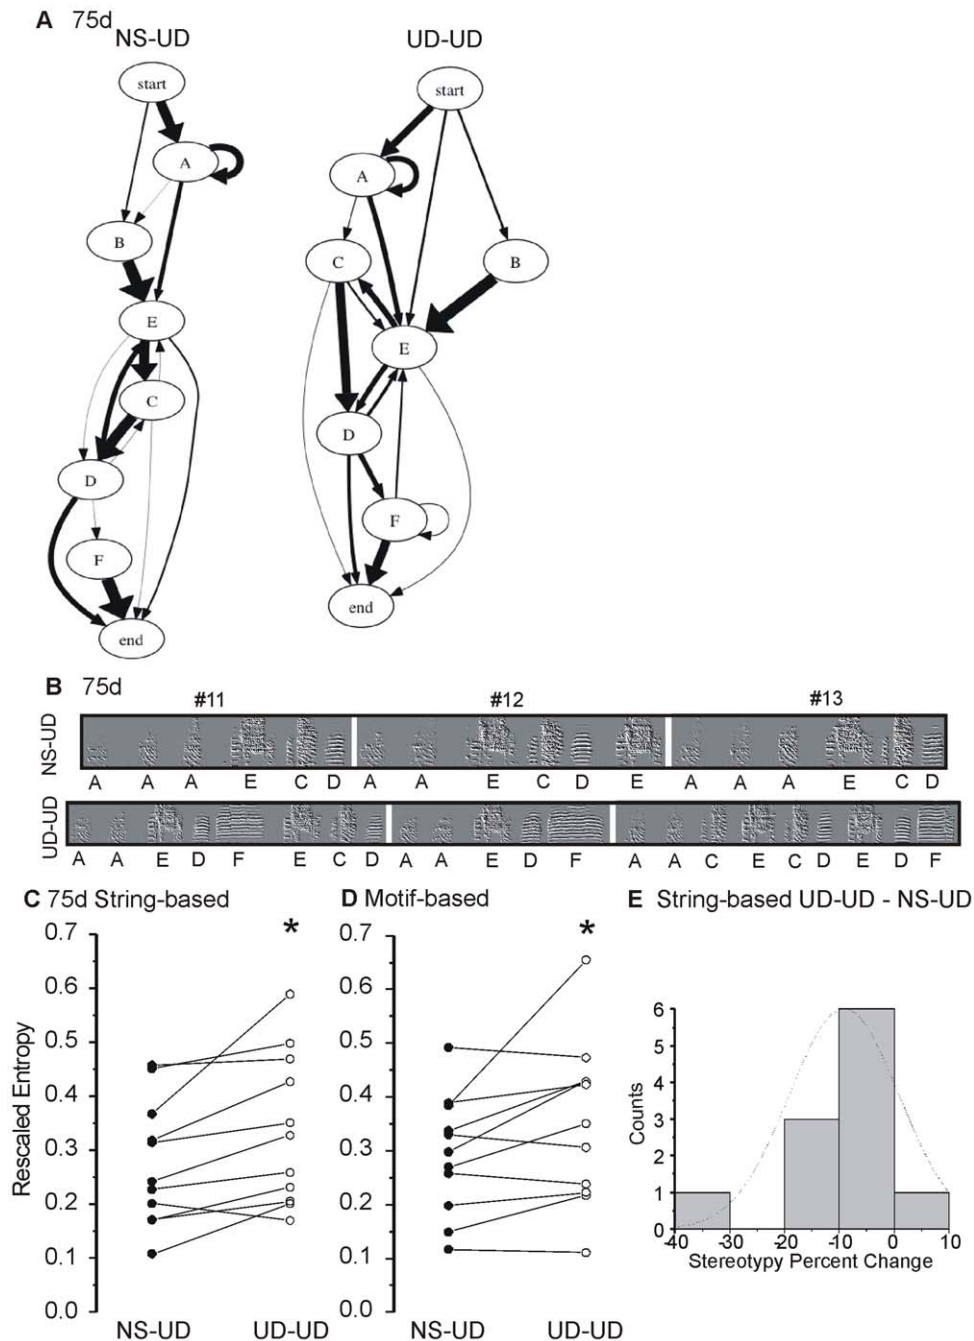 A 75d
NS-UD UD-UD
start
start
A
A
B
C
B
E
E
C
D
D
F
F
end
end
B 75d
#11 #12 #13
NS-UD
A A A E C D A A E C D E A A A E C D
UD-UD
A A E D F E C D A A E D F A A C E C D E D F
C 75d String-based
D Motif-based
E String-based UD-UD - NS-UD
*
*
Rescaled Entropy
0.7
0.6
0.5
0.4
0.3
0.2
0.1
0.0
NS-UD UD-UD
0.7
0.6
0.5
0.4
0.3
0.2
0.1
0.0
NS-UD UD-UD
Counts
6
5
4
3
2
1
0
-40 -30 -20 -10 0 10
Stereotypy Percent Change